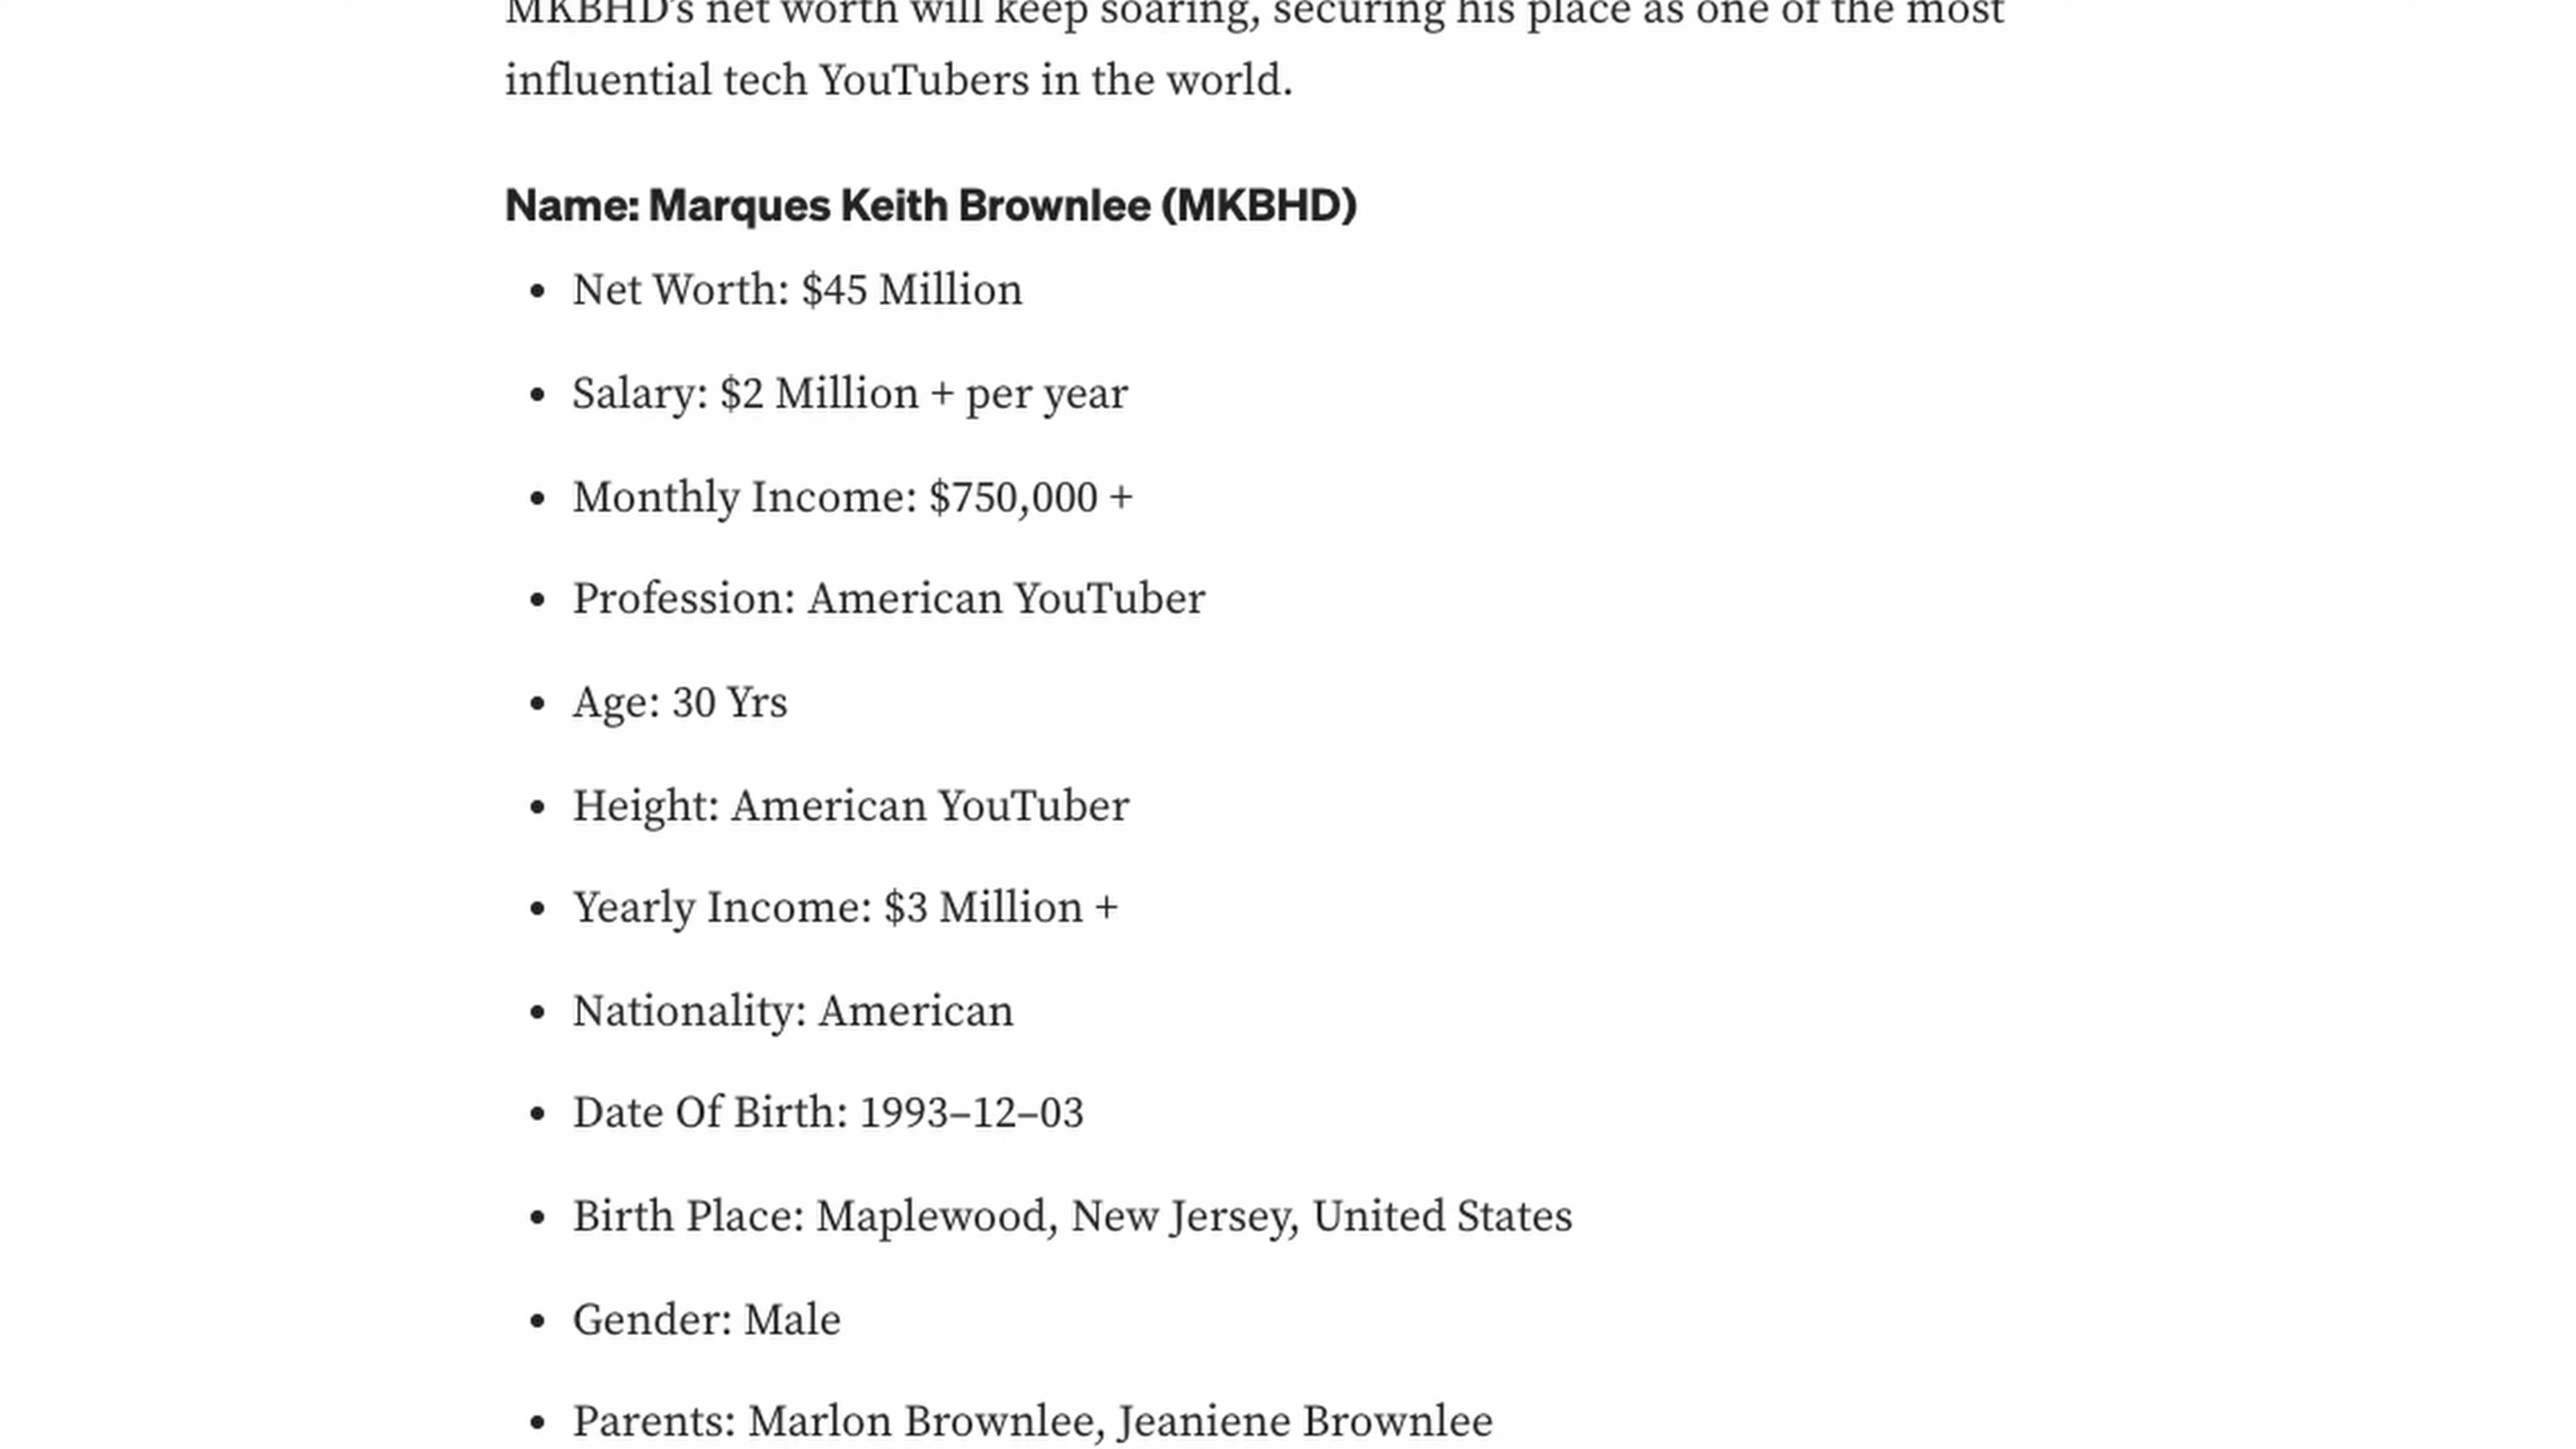 MKBHD's net worth will keep soaring, securing his place as one of the most
influential tech YouTubers in the world.
Name: Marques Keith Brownlee (MKBHD)
• Net Worth: $45 Million
• Salary: $2 Million + per year
• Monthly Income: $750,000 +
• Profession: American YouTuber
• Age: 30 Yrs
• Height: American YouTuber
• Yearly Income: $3 Million +
• Nationality: American
• Date Of Birth: 1993–12–03
• Birth Place: Maplewood, New Jersey, United States
• Gender: Male
• Parents: Marlon Brownlee, Jeaniene Brownlee